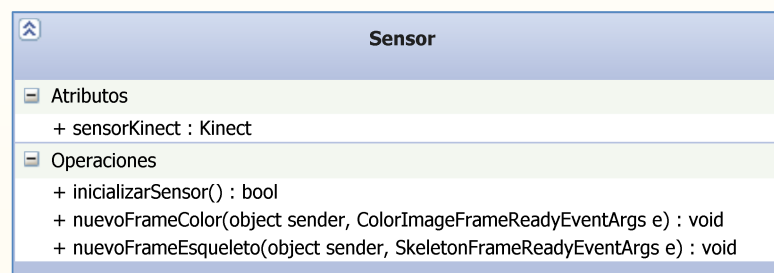 Sensor
Atributos
+ sensorKinect : Kinect
Operaciones
+ inicializarSensor() : bool
+ nuevoFrameColor(object sender, ColorImageFrameReadyEventArgs e) : void
+ nuevoFrameEsqueleto(object sender, SkeletonFrameReadyEventArgs e) : void